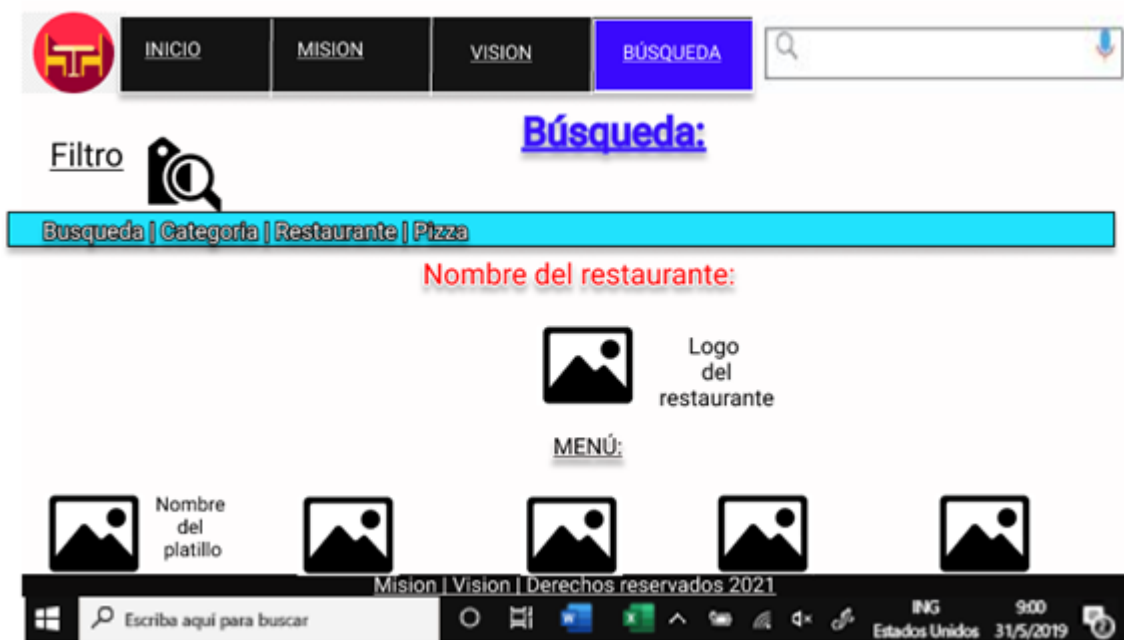 INICIO
MISION
VISION
BÚSQUEDA
Búsqueda:
Filtro
Busqueda | Categoria | Restaurante | Pizza
Nombre del restaurante:
Logo
del
restaurante
MENÚ:
Nombre
del
platillo
Mision | Vision | Derechos reservados 2021
Escriba aquí para buscar
ING
Estados Unidos
9:00
31/5/2019